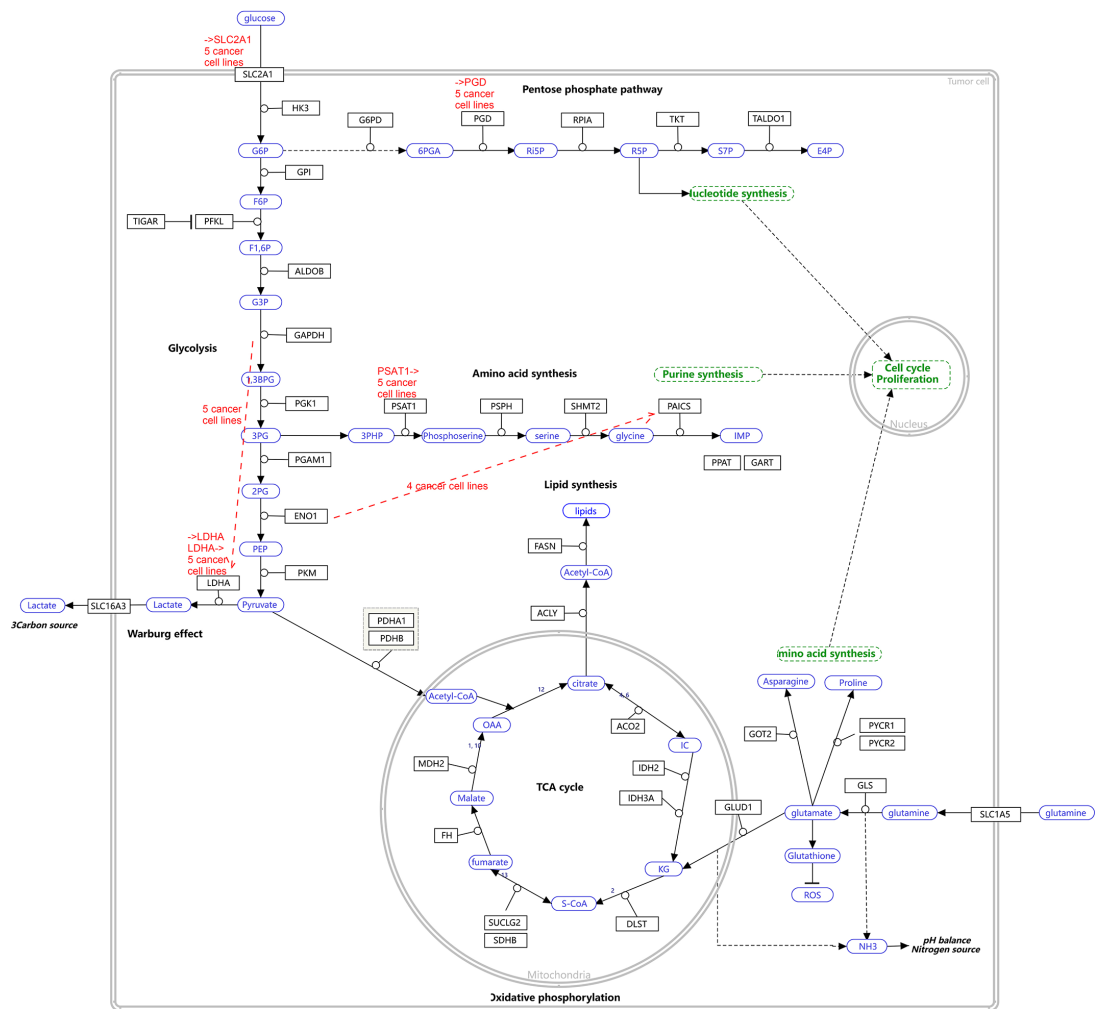 glucose
->SLC2A1
5 cancer
cell lines
SLC2A1
Tumor cell
->PGD
5 cancer
cell lines
Pentose phosphate pathway
HK3
G6PD
PGD
RPIA
TKT
TALDO1
G6P
6PGA
Ri5P
R5P
S7P
E4P
GPI
F6P
ucleotide synthesis
TIGAR
PFKL
F1,6P
ALDOB
G3P
GAPDH
Glycolysis
PSAT1->
5 cancer
cell lines
Amino acid synthesis
Purine synthesis
Cell cycle
Proliferation
1,3BPG
5 cancer
cell lines
PGK1
PSAT1
PSPH
SHMT2
PAICS
Nucleus
3PG
3PHP
Phosphoserine
serine
glycine
IMP
PGAM1
PPAT
GART
4 cancer cell lines
Lipid synthesis
2PG
ENO1
lipids
->LDHA
LDHA->
5 cancer
cell lines
PEP
FASN
PKM
Acetyl-CoA
LDHA
Lactate
SLC16A3
Lactate
Pyruvate
ACLY
3Carbon source
Warburg effect
PDHA1
PDHB
mino acid synthesis
Acetyl-CoA
12
citrate
4, 6
Asparagine
Proline
OAA
ACO2
GOT2
PYCR1
PYCR2
1, 10
IC
MDH2
IDH2
TCA cycle
GLS
Malate
IDH3A
GLUD1
glutamate
glutamine
SLC1A5
glutamine
FH
fumarate
KG
Glutathione
13
2
S-CoA
ROS
SUCLG2
SDHB
DLST
NH3
pH balance
Nitrogen source
Mitochondria
Oxidative phosphorylation